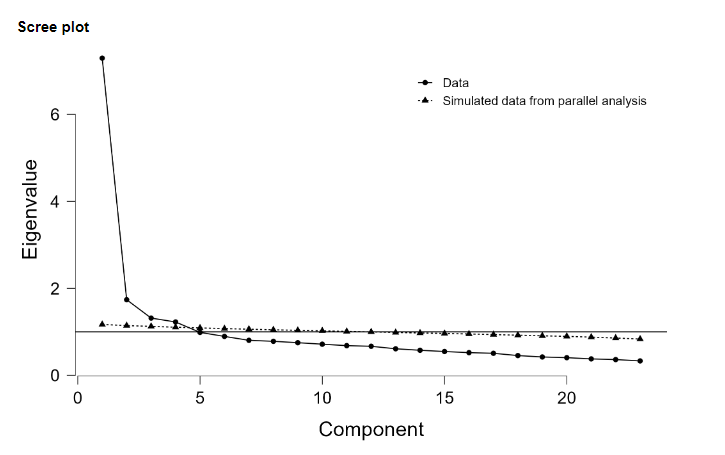 Scree plot
Data
Simulated data from parallel analysis
6
4
2
0
Eigenvalue
0 5 10 15 20
Component